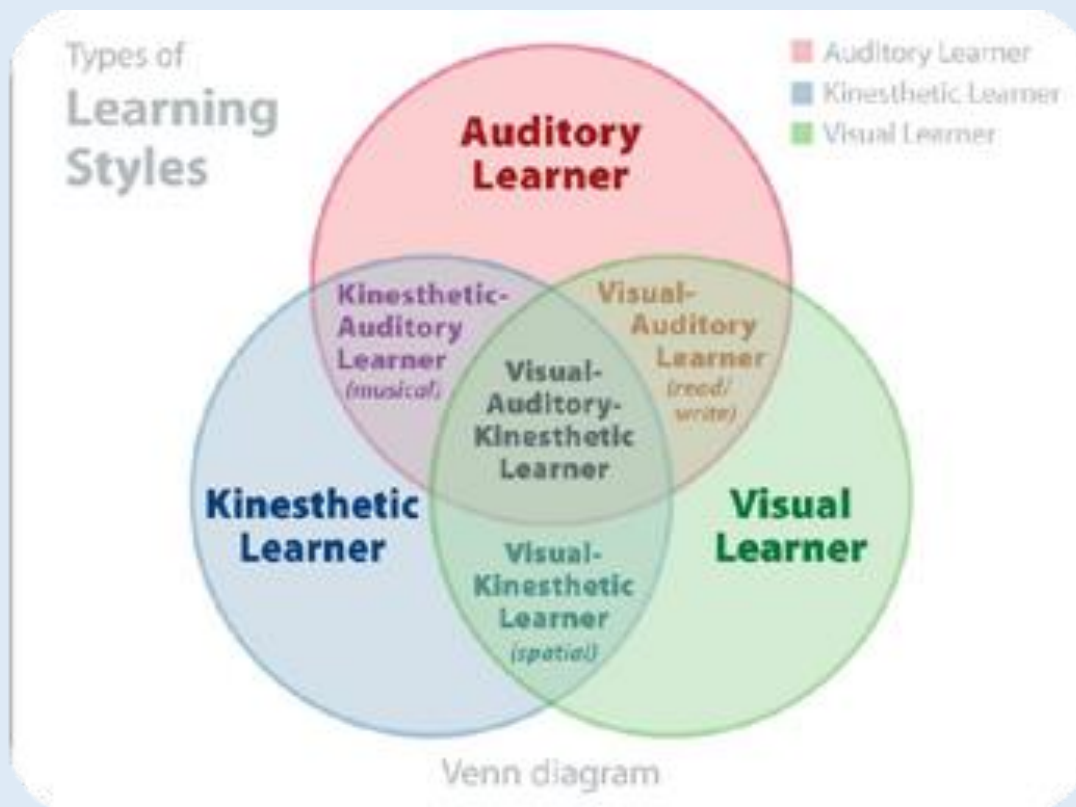 Types of
Learning
Styles
Auditory Learner
Kinesthetic Learner
Visual Learner
Auditory
Learner
Kinesthetic-
Auditory
Learner
(musical)
Visual-
Auditory
Learner
(read/
write)
Visual-
Auditory-
Kinesthetic
Learner
Kinesthetic
Learner
Visual
Learner
Visual-
Kinesthetic
Learner
(spatial)
Venn diagram